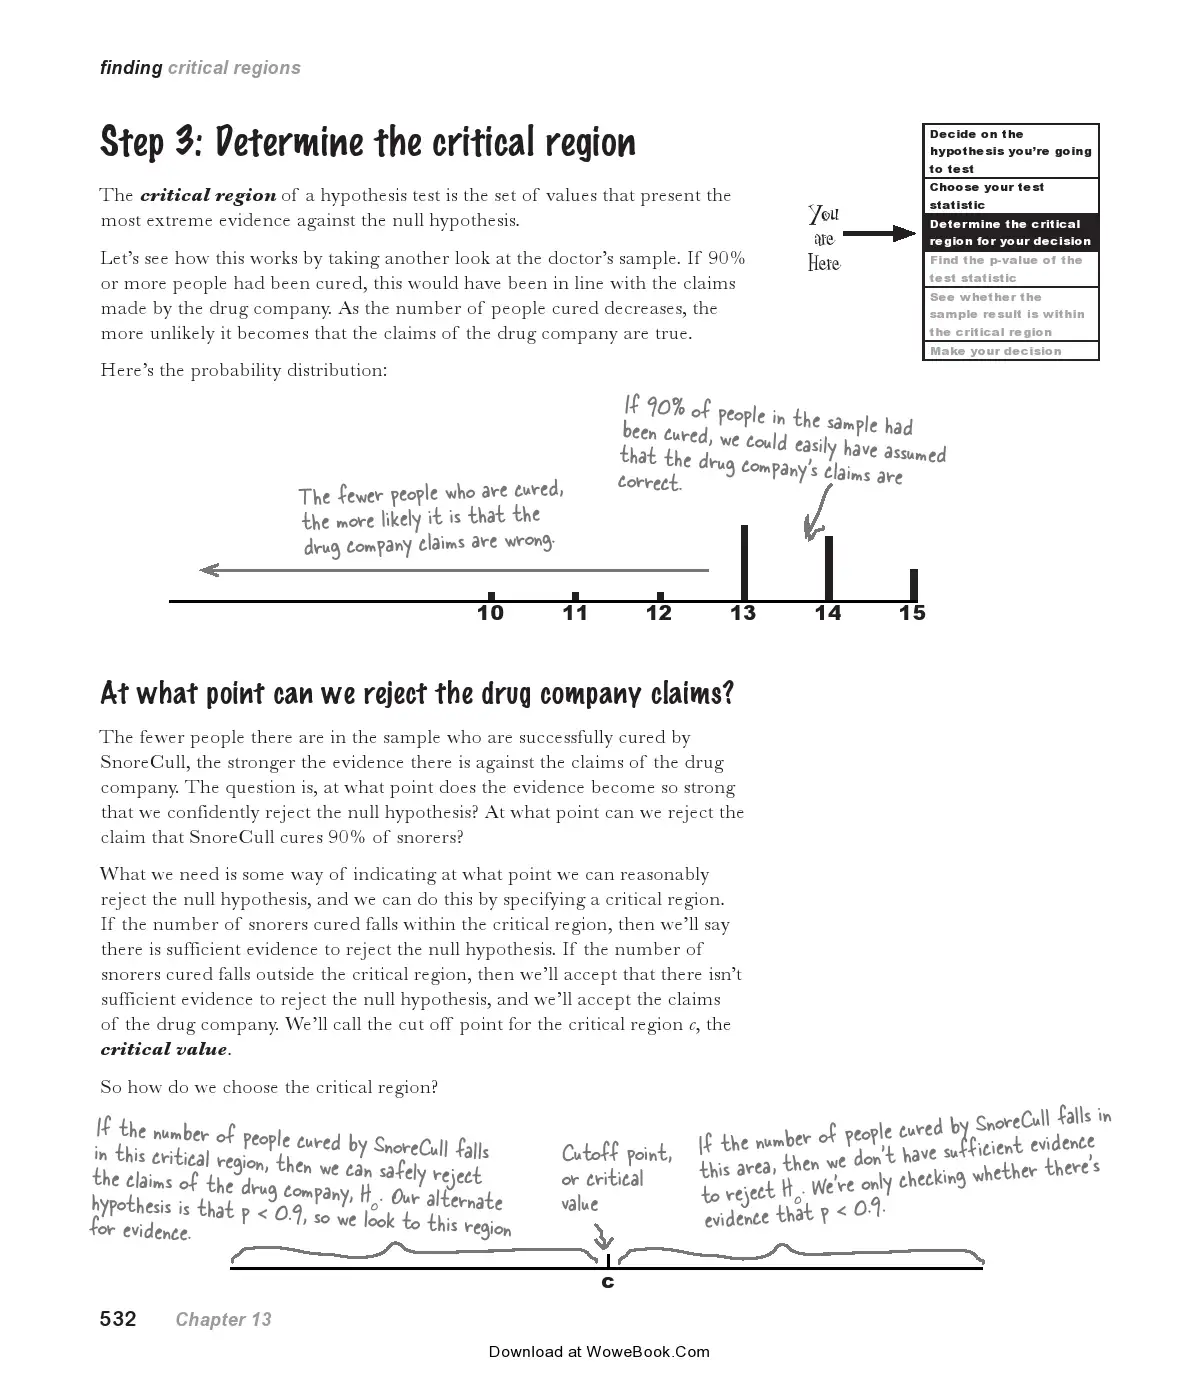 finding critical regions
Step 3: Determine the critical region
The critical region of a hypothesis test is the set of values that present the
most extreme evidence against the null hypothesis.
Let’s see how this works by taking another look at the doctor’s sample. If 90%
or more people had been cured, this would have been in line with the claims
made by the drug company. As the number of people cured decreases, the
more unlikely it becomes that the claims of the drug company are true.
Here’s the probability distribution:
You
are
Here
Decide on the
hypothesis you’re going
to test
Choose your test
statistic
Determine the critical
region for your decision
Find the p-value of the
test statistic
See whether the
sample result is within
the critical region
Make your decision
If 90% of people in the sample had
been cured, we could easily have assumed
that the drug company’s claims are
correct.
The fewer people who are cured,
the more likely it is that the
drug company claims are wrong.
10 11 12 13 14 15
At what point can we reject the drug company claims?
The fewer people there are in the sample who are successfully cured by
SnoreCull, the stronger the evidence there is against the claims of the drug
company. The question is, at what point does the evidence become so strong
that we confidently reject the null hypothesis? At what point can we reject the
claim that SnoreCull cures 90% of snorers?
What we need is some way of indicating at what point we can reasonably
reject the null hypothesis, and we can do this by specifying a critical region.
If the number of snorers cured falls within the critical region, then we’ll say
there is sufficient evidence to reject the null hypothesis. If the number of
snorers cured falls outside the critical region, then we’ll accept that there isn’t
sufficient evidence to reject the null hypothesis, and we’ll accept the claims
of the drug company. We’ll call the cut off point for the critical region c, the
critical value.
So how do we choose the critical region?
If the number of people cured by SnoreCull falls
in this critical region, then we can safely reject
the claims of the drug company, H0. Our alternate
hypothesis is that p < 0.9, so we look to this region
for evidence.
Cutoff point,
or critical
value
If the number of people cured by SnoreCull falls in
this area, then we don’t have sufficient evidence
to reject H0. We’re only checking whether there’s
evidence that p < 0.9.
c
532 Chapter 13
Download at WoweBook.Com